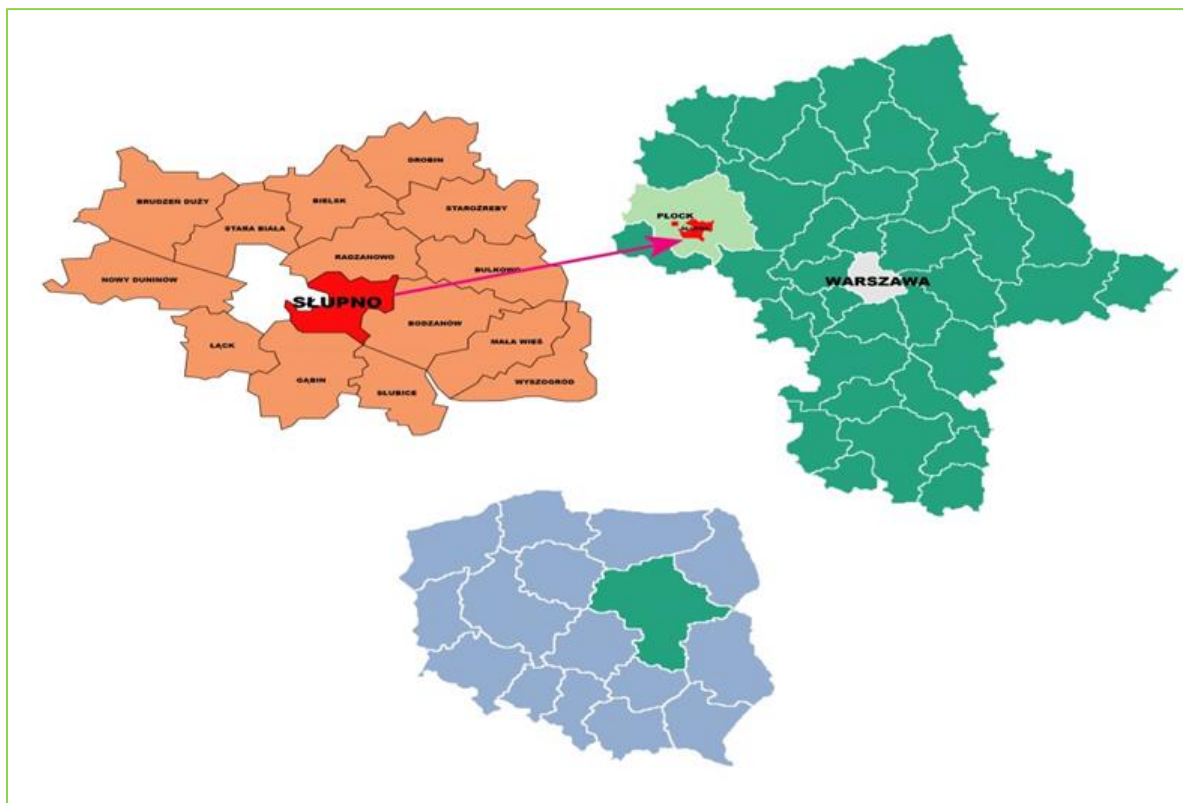 DROBIN
BRUDZEŃ DUŻY
BIELSK
STAROŹREBY
STARA BIAŁA
RADZANOWO
BULKOWO
NOWY DUNINÓW
SŁUPNO
BODZANÓW
MAŁA WIEŚ
ŁĄCK
GĄBIN
SŁUBICE
WYSZOGRÓD
PŁOCK
WARSZAWA